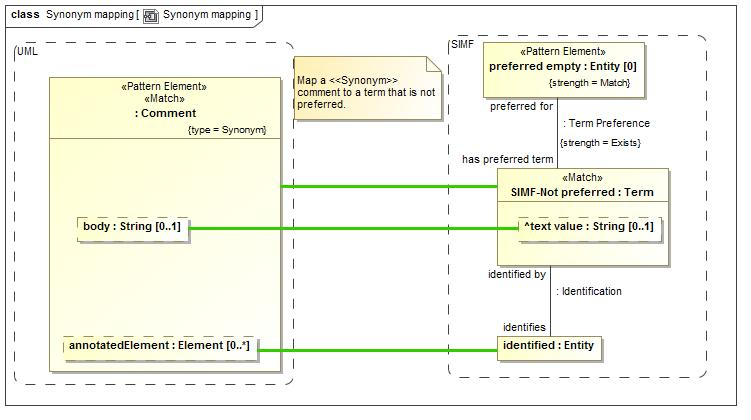 class Synonym mapping [ Synonym mapping ]
UML
«Pattern Element»
«Match»
: Comment
{type = Synonym}
body : String [0..1]
annotatedElement : Element [0..*]
Map a <<Synonym>>
comment to a term that is not
preferred.
SIMF
«Pattern Element»
preferred empty : Entity [0]
{strength = Match}
preferred for
: Term Preference
{strength = Exists}
has preferred term
«Match»
SIMF-Not preferred : Term
^text value : String [0..1]
identified by
: Identification
identifies
identified : Entity